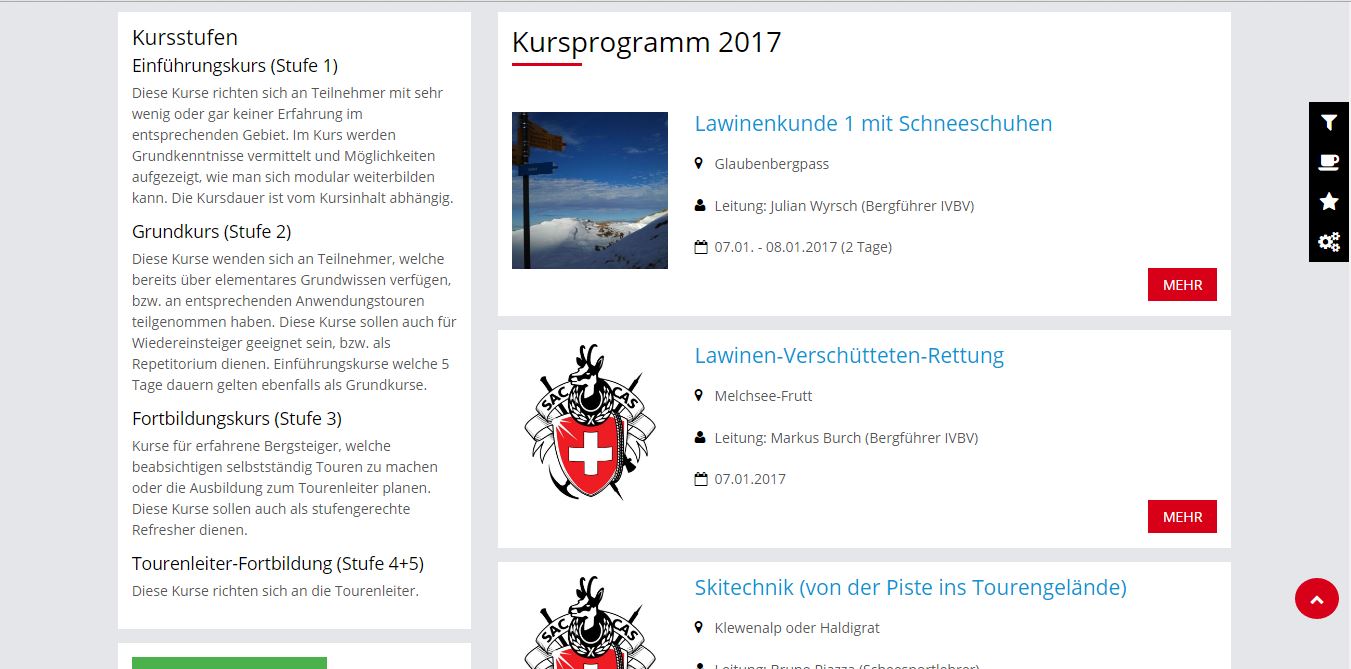 Kursstufen
Einführungskurs (Stufe 1)
Diese Kurse richten sich an Teilnehmer mit sehr
wenig oder gar keiner Erfahrung im
entsprechenden Gebiet. Im Kurs werden
Grundkenntnisse vermittelt und Möglichkeiten
aufgezeigt, wie man sich modular weiterbilden
kann. Die Kursdauer ist vom Kursinhalt abhängig.
Grundkurs (Stufe 2)
Diese Kurse wenden sich an Teilnehmer, welche
bereits über elementares Grundwissen verfügen,
bzw. an entsprechenden Anwendungstouren
teilgenommen haben. Diese Kurse sollen auch für
Wiedereinsteiger geeignet sein, bzw. als
Repetitorium dienen. Einführungskurse welche 5
Tage dauern gelten ebenfalls als Grundkurse.
Fortbildungskurs (Stufe 3)
Kurse für erfahrene Bergsteiger, welche
beabsichtigen selbstständig Touren zu machen
oder die Ausbildung zum Tourenleiter planen.
Diese Kurse sollen auch als stufengerechte
Refresher dienen.
Tourenleiter-Fortbildung (Stufe 4+5)
Diese Kurse richten sich an die Tourenleiter.
Kursprogramm 2017
Lawinenkunde 1 mit Schneeschuhen
Glaubenbergpass
Leitung: Julian Wyrsch (Bergführer IVBV)
07.01. - 08.01.2017 (2 Tage)
MEHR
Lawinen-Verschütteten-Rettung
SAC CAS
Melchsee-Frutt
Leitung: Markus Burch (Bergführer IVBV)
07.01.2017
MEHR
Skitechnik (von der Piste ins Tourengelände)
SAC CAS
Klewenalp oder Haldigrat
Leitung: Bruno Piazza (Schneesportlehrer)